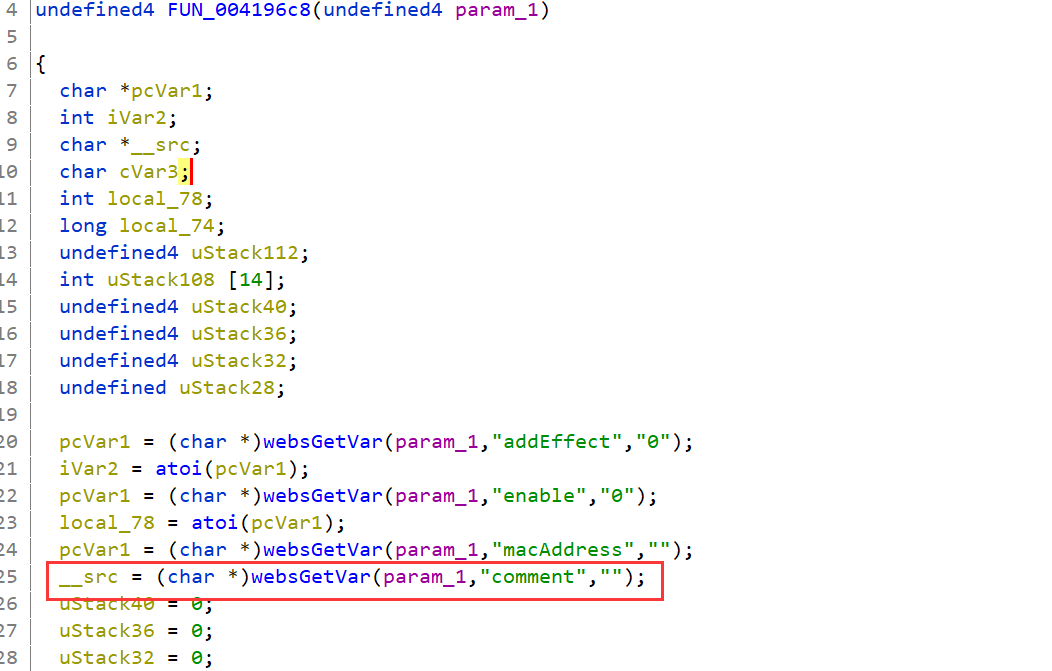 4 undefined4 FUN_004196c8(undefined4 param_1)
5
6 {
7 char *pcVar1;
8 int iVar2;
9 char *__src;
10 char cVar3;
11 int local_78;
12 long local_74;
13 undefined4 uStack112;
14 int uStack108 [14];
15 undefined4 uStack40;
16 undefined4 uStack36;
17 undefined4 uStack32;
18 undefined uStack28;
19
20 pcVar1 = (char *)websGetVar(param_1,"addEffect","0");
21 iVar2 = atoi(pcVar1);
22 pcVar1 = (char *)websGetVar(param_1,"enable","0");
23 local_78 = atoi(pcVar1);
24 pcVar1 = (char *)websGetVar(param_1,"macAddress","");
25 __src = (char *)websGetVar(param_1,"comment","");
26 uStack40 = 0;
27 uStack36 = 0;
28 uStack32 = 0;